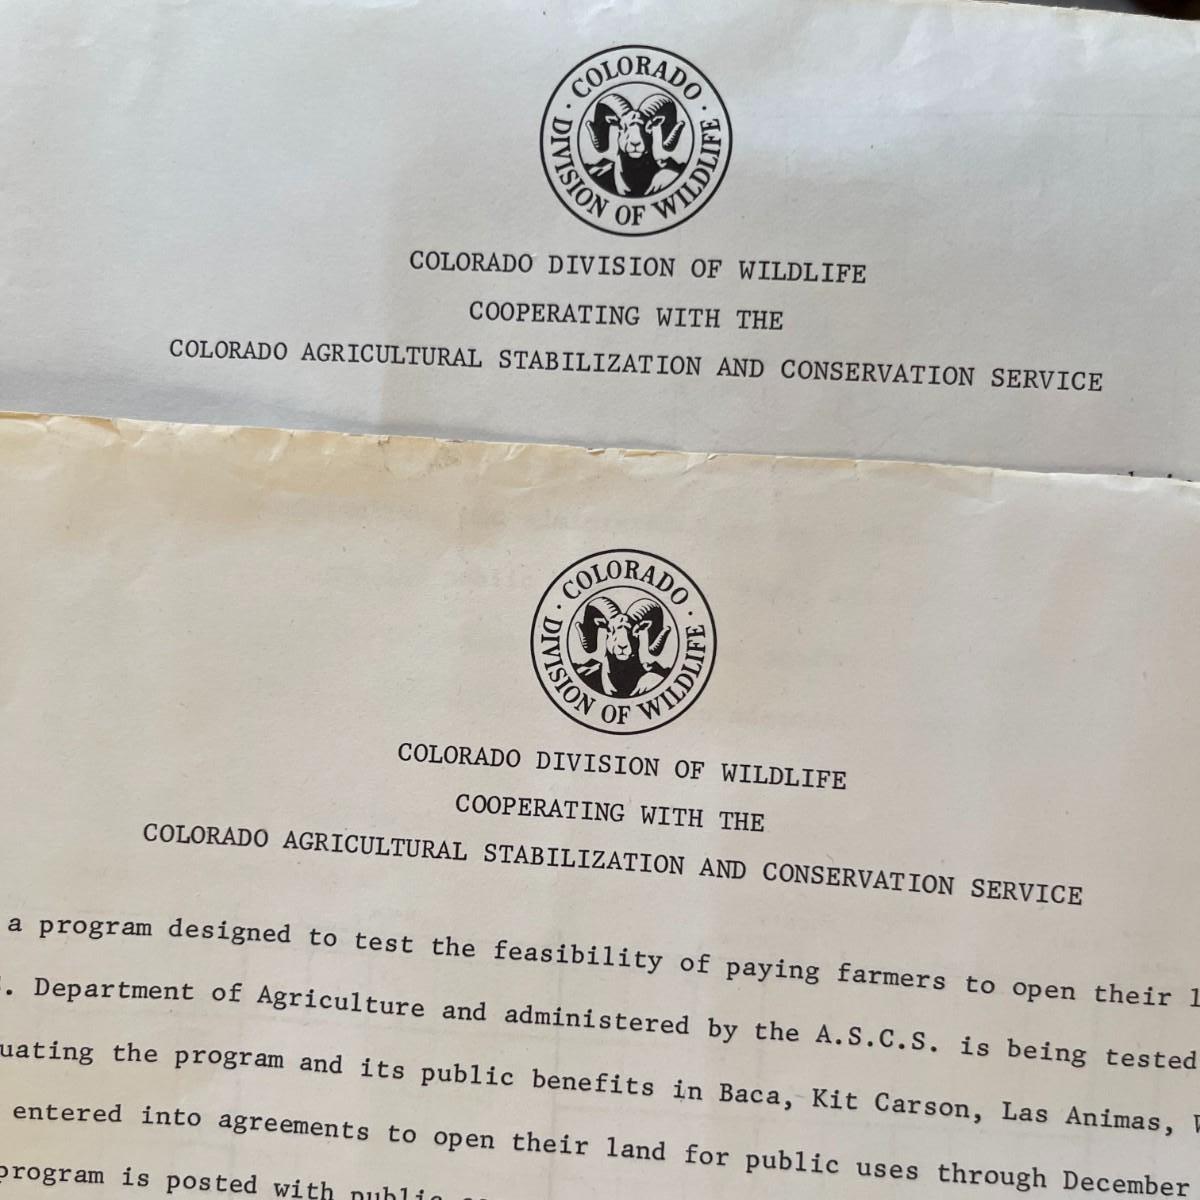 COLORADO
DIVISION OF WILDLIFE
COLORADO DIVISION OF WILDLIFE
COOPERATING WITH THE
COLORADO AGRICULTURAL STABILIZATION AND CONSERVATION SERVICE
COLORADO
DIVISION OF WILDLIFE
COLORADO DIVISION OF WILDLIFE
COOPERATING WITH THE
COLORADO AGRICULTURAL STABILIZATION AND CONSERVATION SERVICE
a program designed to test the feasibility of paying farmers to open their
. Department of Agriculture and administered by the A.S.C.S. is being tested
uating the program and its public benefits in Baca, Kit Carson, Las Animas,
entered into agreements to open their land for public uses through December
program is posted with public